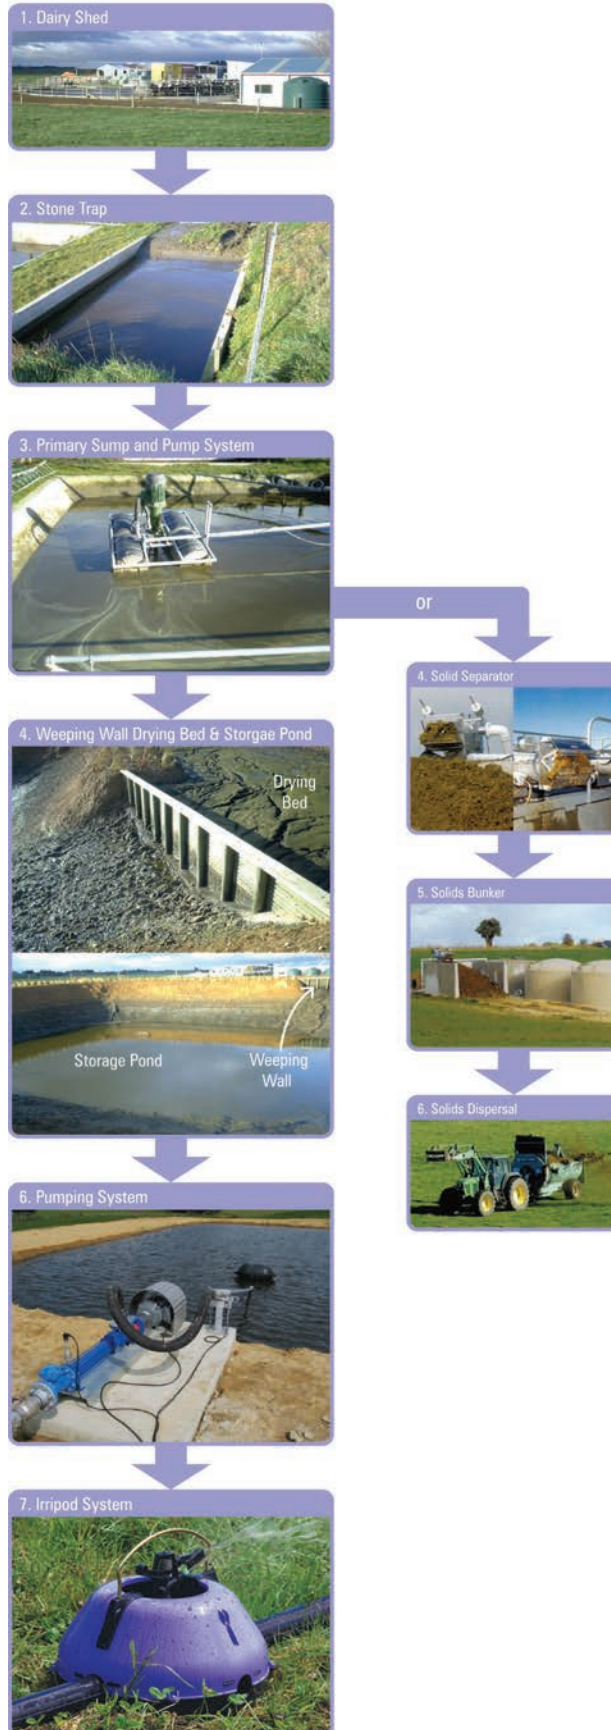 1. Dairy Shed
2. Stone Trap
3. Primary Sump and Pump System
or
4. Solid Separator
4. Weeping Wall Drying Bed & Storgae Pond
Drying
Bed
5. Solids Bunker
Storage Pond
Weeping
Wall
6. Solids Dispersal
6. Pumping System
7. Irripod System